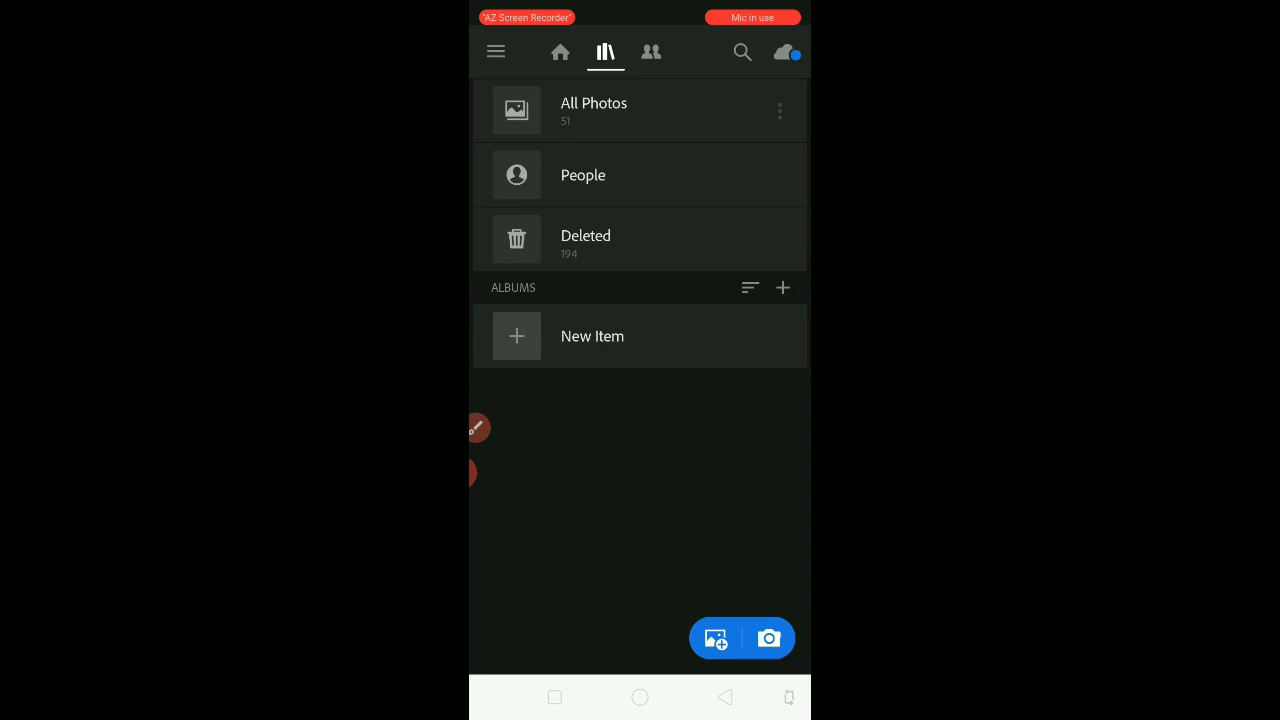 "AZ Screen Recorder"
Mic in use
All Photos
51
People
Deleted
194
ALBUMS
New Item